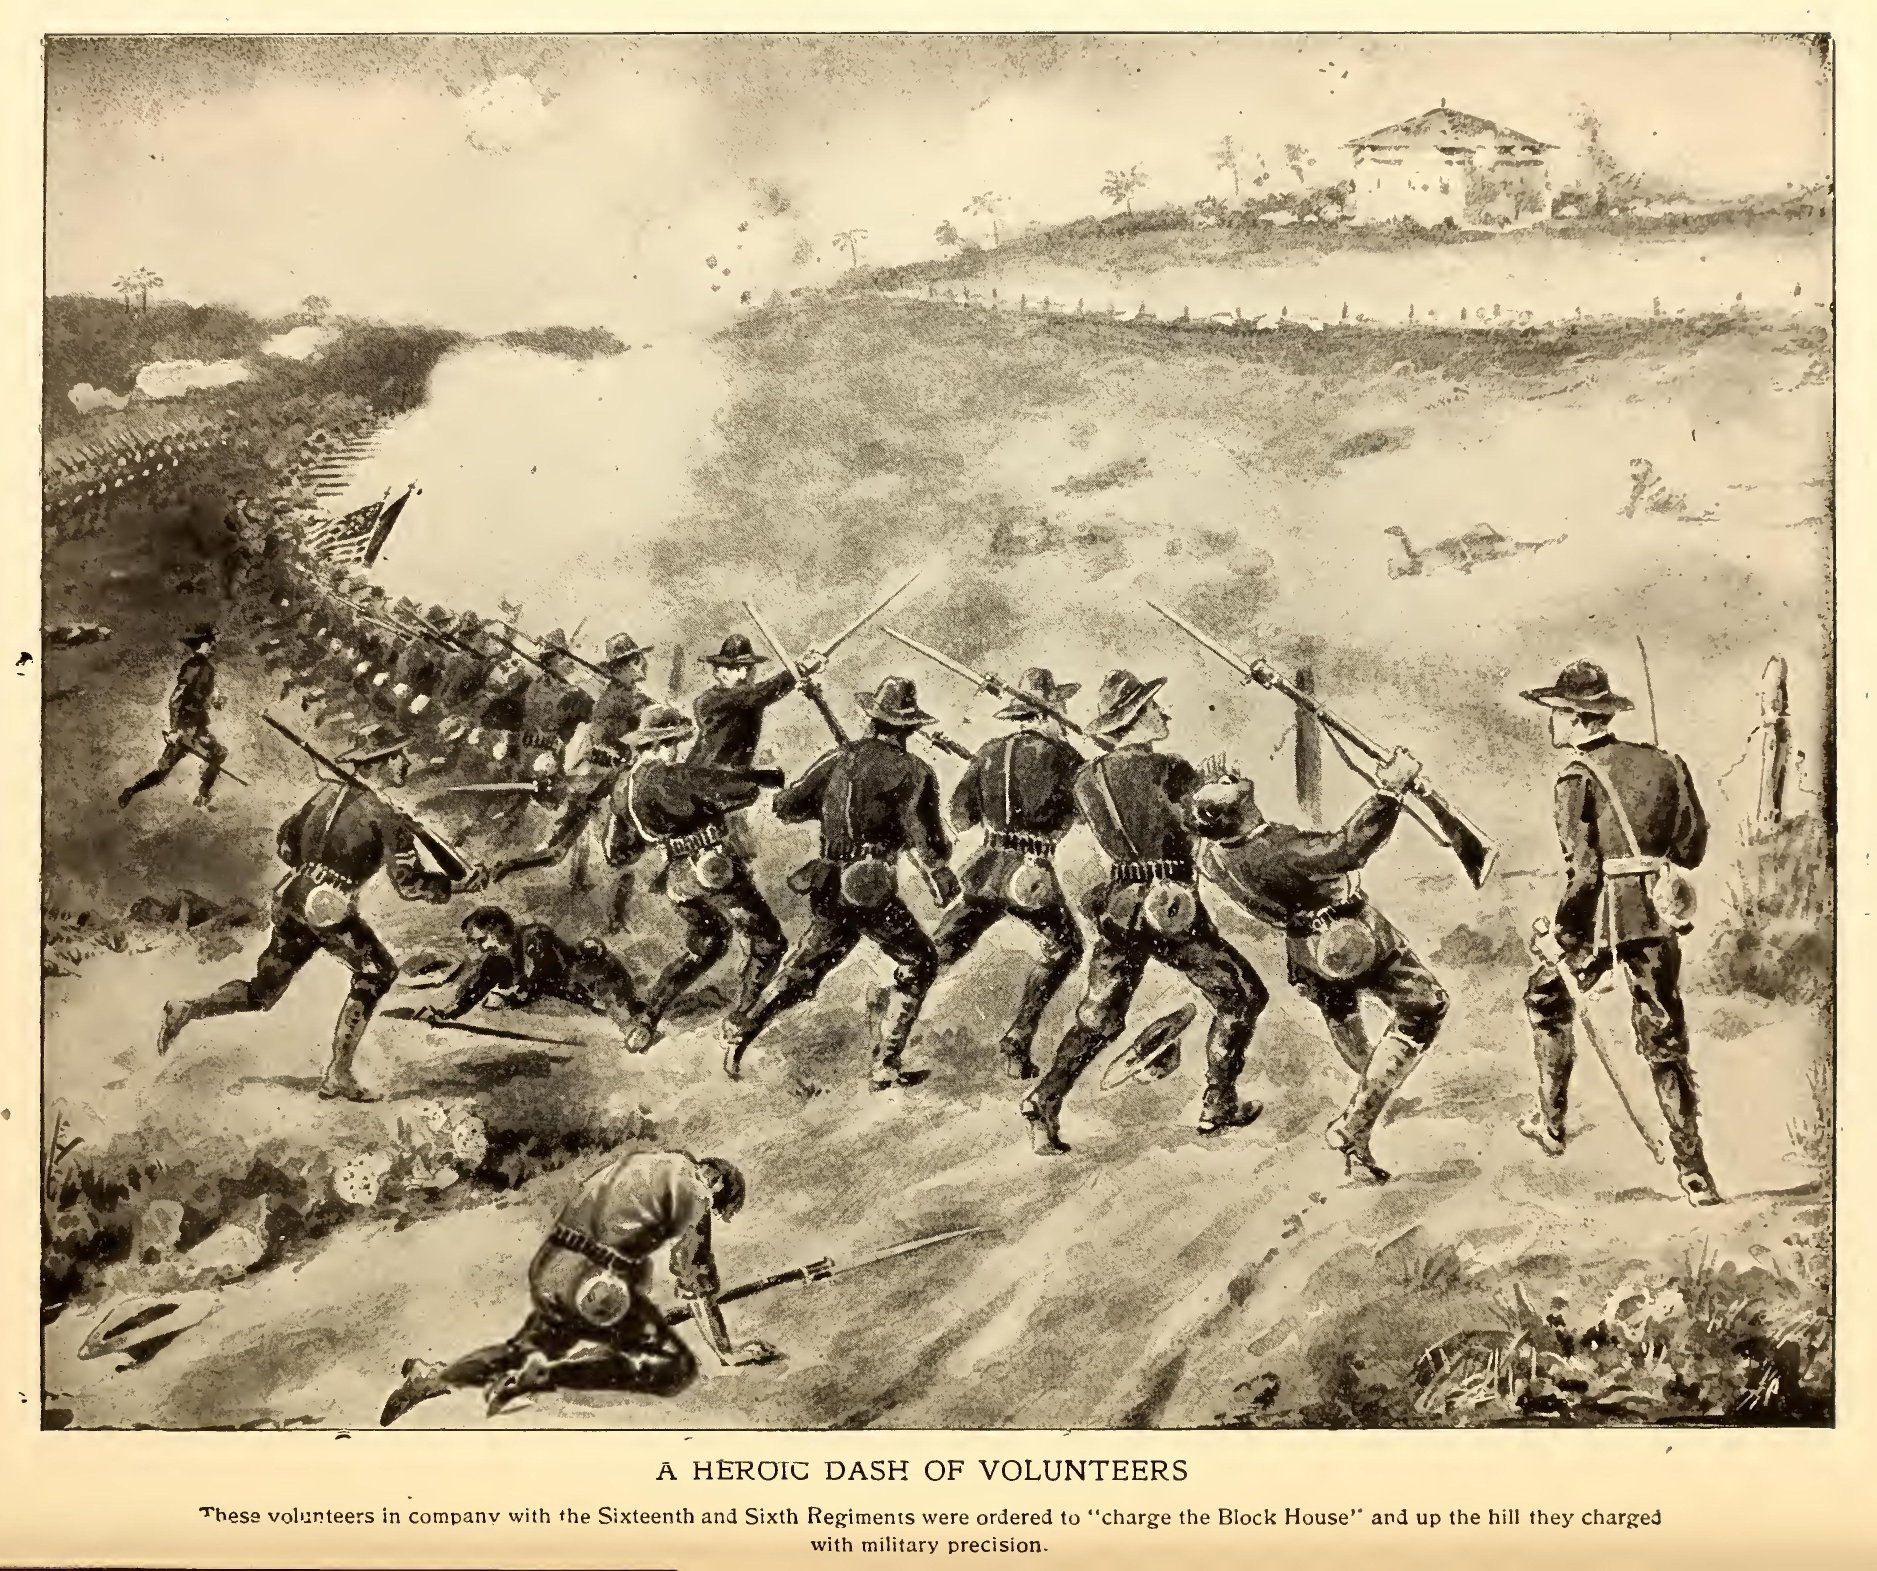 A HEROIC DASH OF VOLUNTEERS
These volunteers in company with the Sixteenth and Sixth Regiments were ordered to "charge the Block House" and up the hill they charged
with military precision.